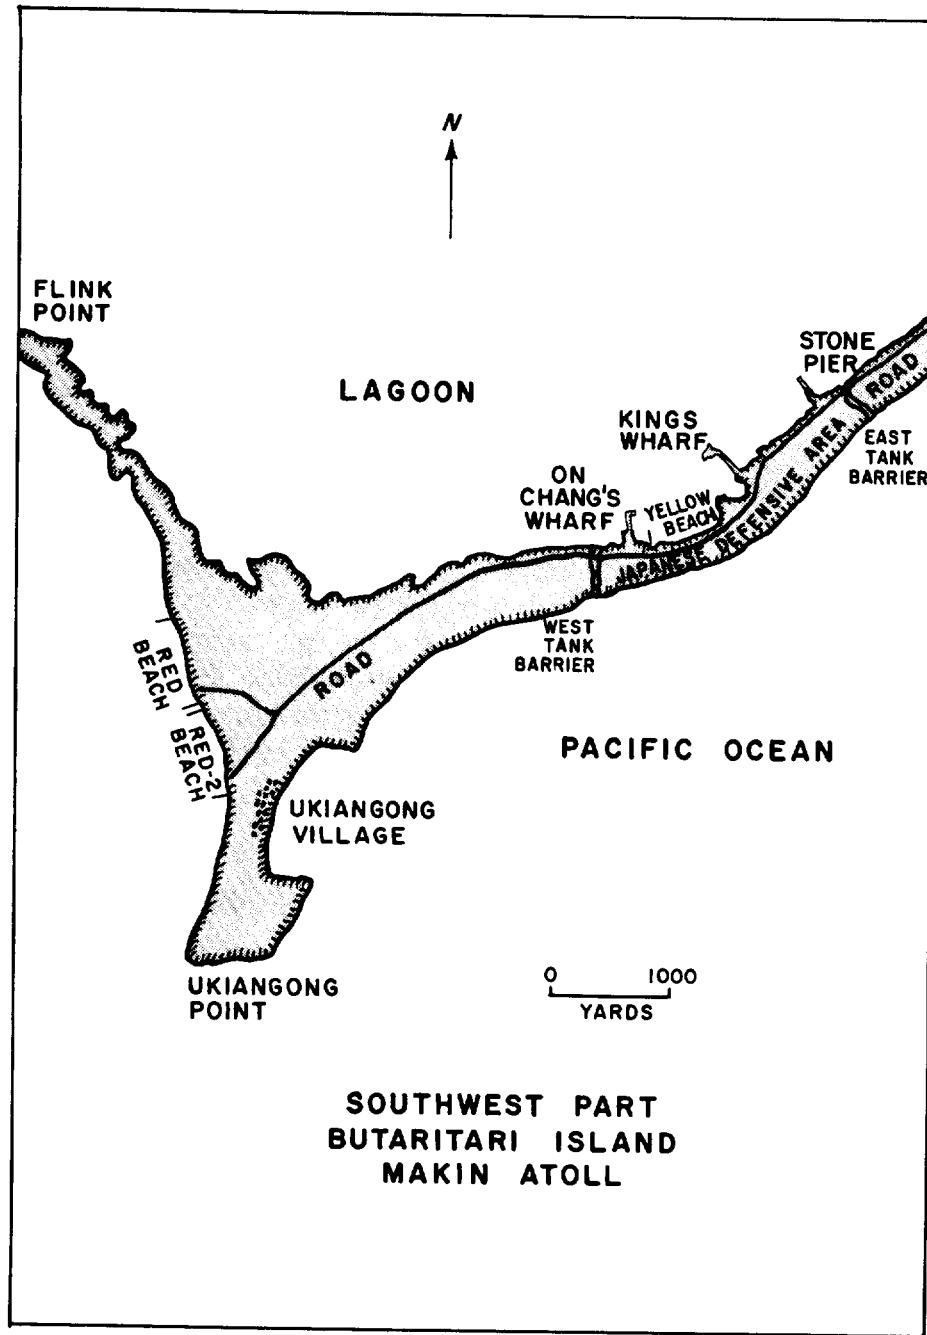 N
FLINK
POINT
LAGOON
STONE
PIER
ROAD
KINGS
WHARF
EAST
TANK
BARRIER
ON
CHANG'S
WHARF
YELLOW
BEACH
JAPANESE DEFENSIVE AREA
WEST
TANK
BARRIER
ROAD
RED
BEACH
RED-2
BEACH
PACIFIC OCEAN
UKIANGONG
VILLAGE
UKIANGONG
POINT
0 1000
YARDS
SOUTHWEST PART
BUTARITARI ISLAND
MAKIN ATOLL